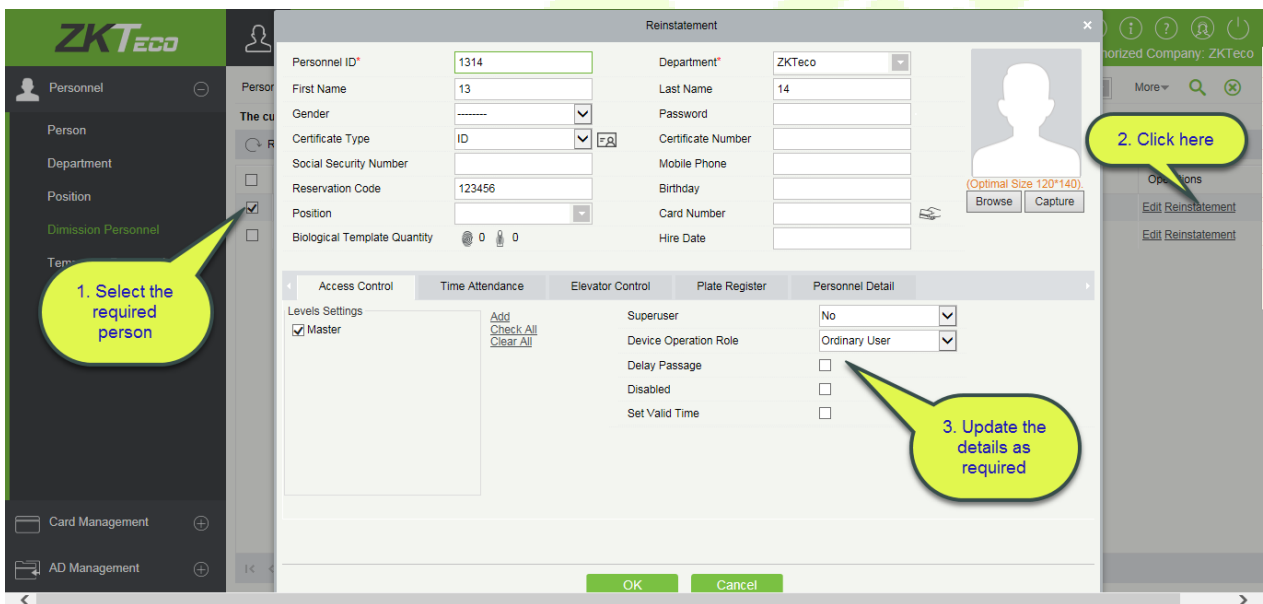 ZKTeco
Reinstatement
×
horized Company: ZKTeco
Personnel
Person
Department
Position
Dimission Personnel
Card Management
AD Management
The cu
More
Operations
Edit Reinstatement
Edit Reinstatement
Personnel ID* 1314 Department* ZKTeco
First Name 13 Last Name 14
Gender -------- Password
Certificate Type ID Certificate Number
Social Security Number Mobile Phone
Reservation Code 123456 Birthday
Position Card Number
Biological Template Quantity 0 0 Hire Date
(Optimal Size 120*140).
Browse Capture
Access Control Time Attendance Elevator Control Plate Register Personnel Detail
Levels Settings
Master
Add
Check All
Clear All
Superuser No
Device Operation Role Ordinary User
Delay Passage
Disabled
Set Valid Time
OK Cancel
1. Select the
required
person
2. Click here
3. Update the
details as
required